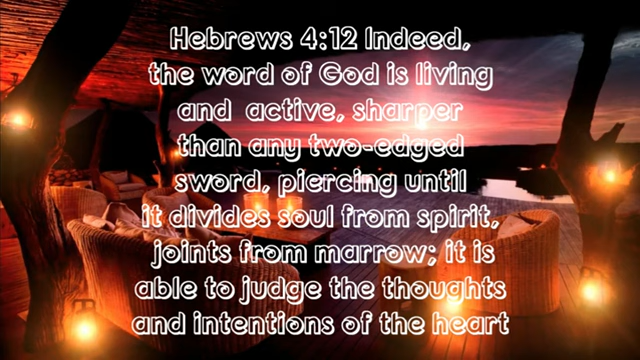 Hebrews 4:12 Indeed,
the word of God is living
and active, sharper
than any two-edged
sword, piercing until
it divides soul from spirit,
joints from marrow; it is
able to judge the thoughts
and intentions of the heart